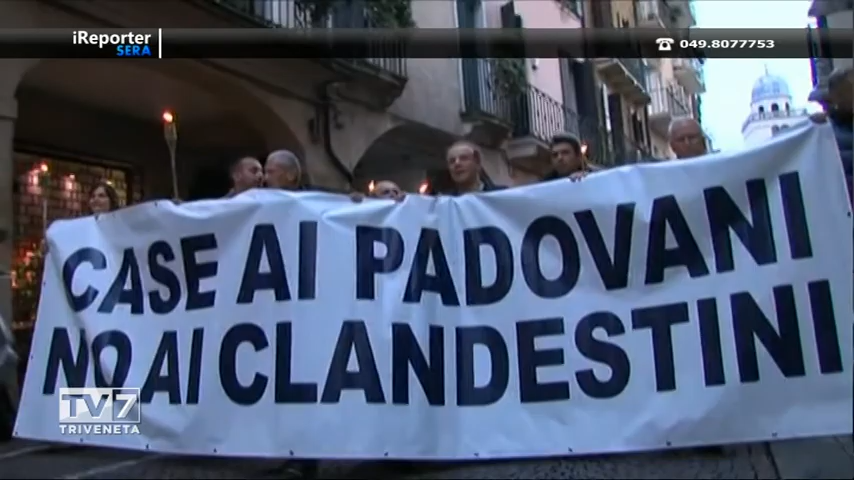 iReporter
SERA
049.8077753
CASE AI PADOVANI
NO AI CLANDESTINI
TV7
TRIVENETA